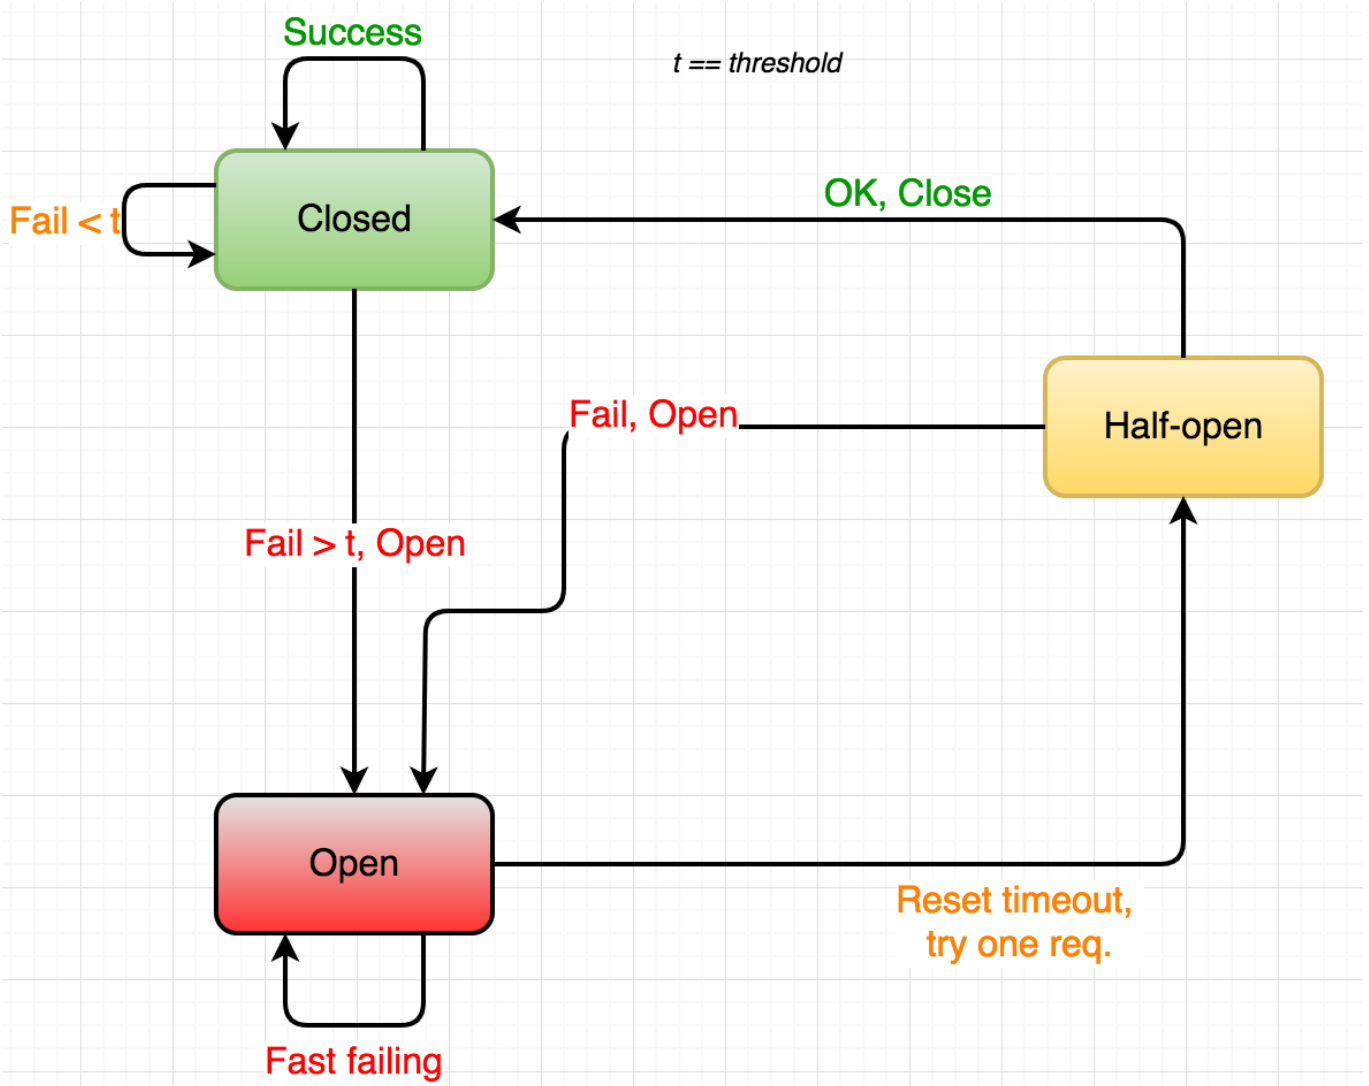 Success
t == threshold
OK, Close
Closed
Fail < t
Fail, Open
Half-open
Fail > t, Open
Open
Reset timeout,
try one req.
Fast failing